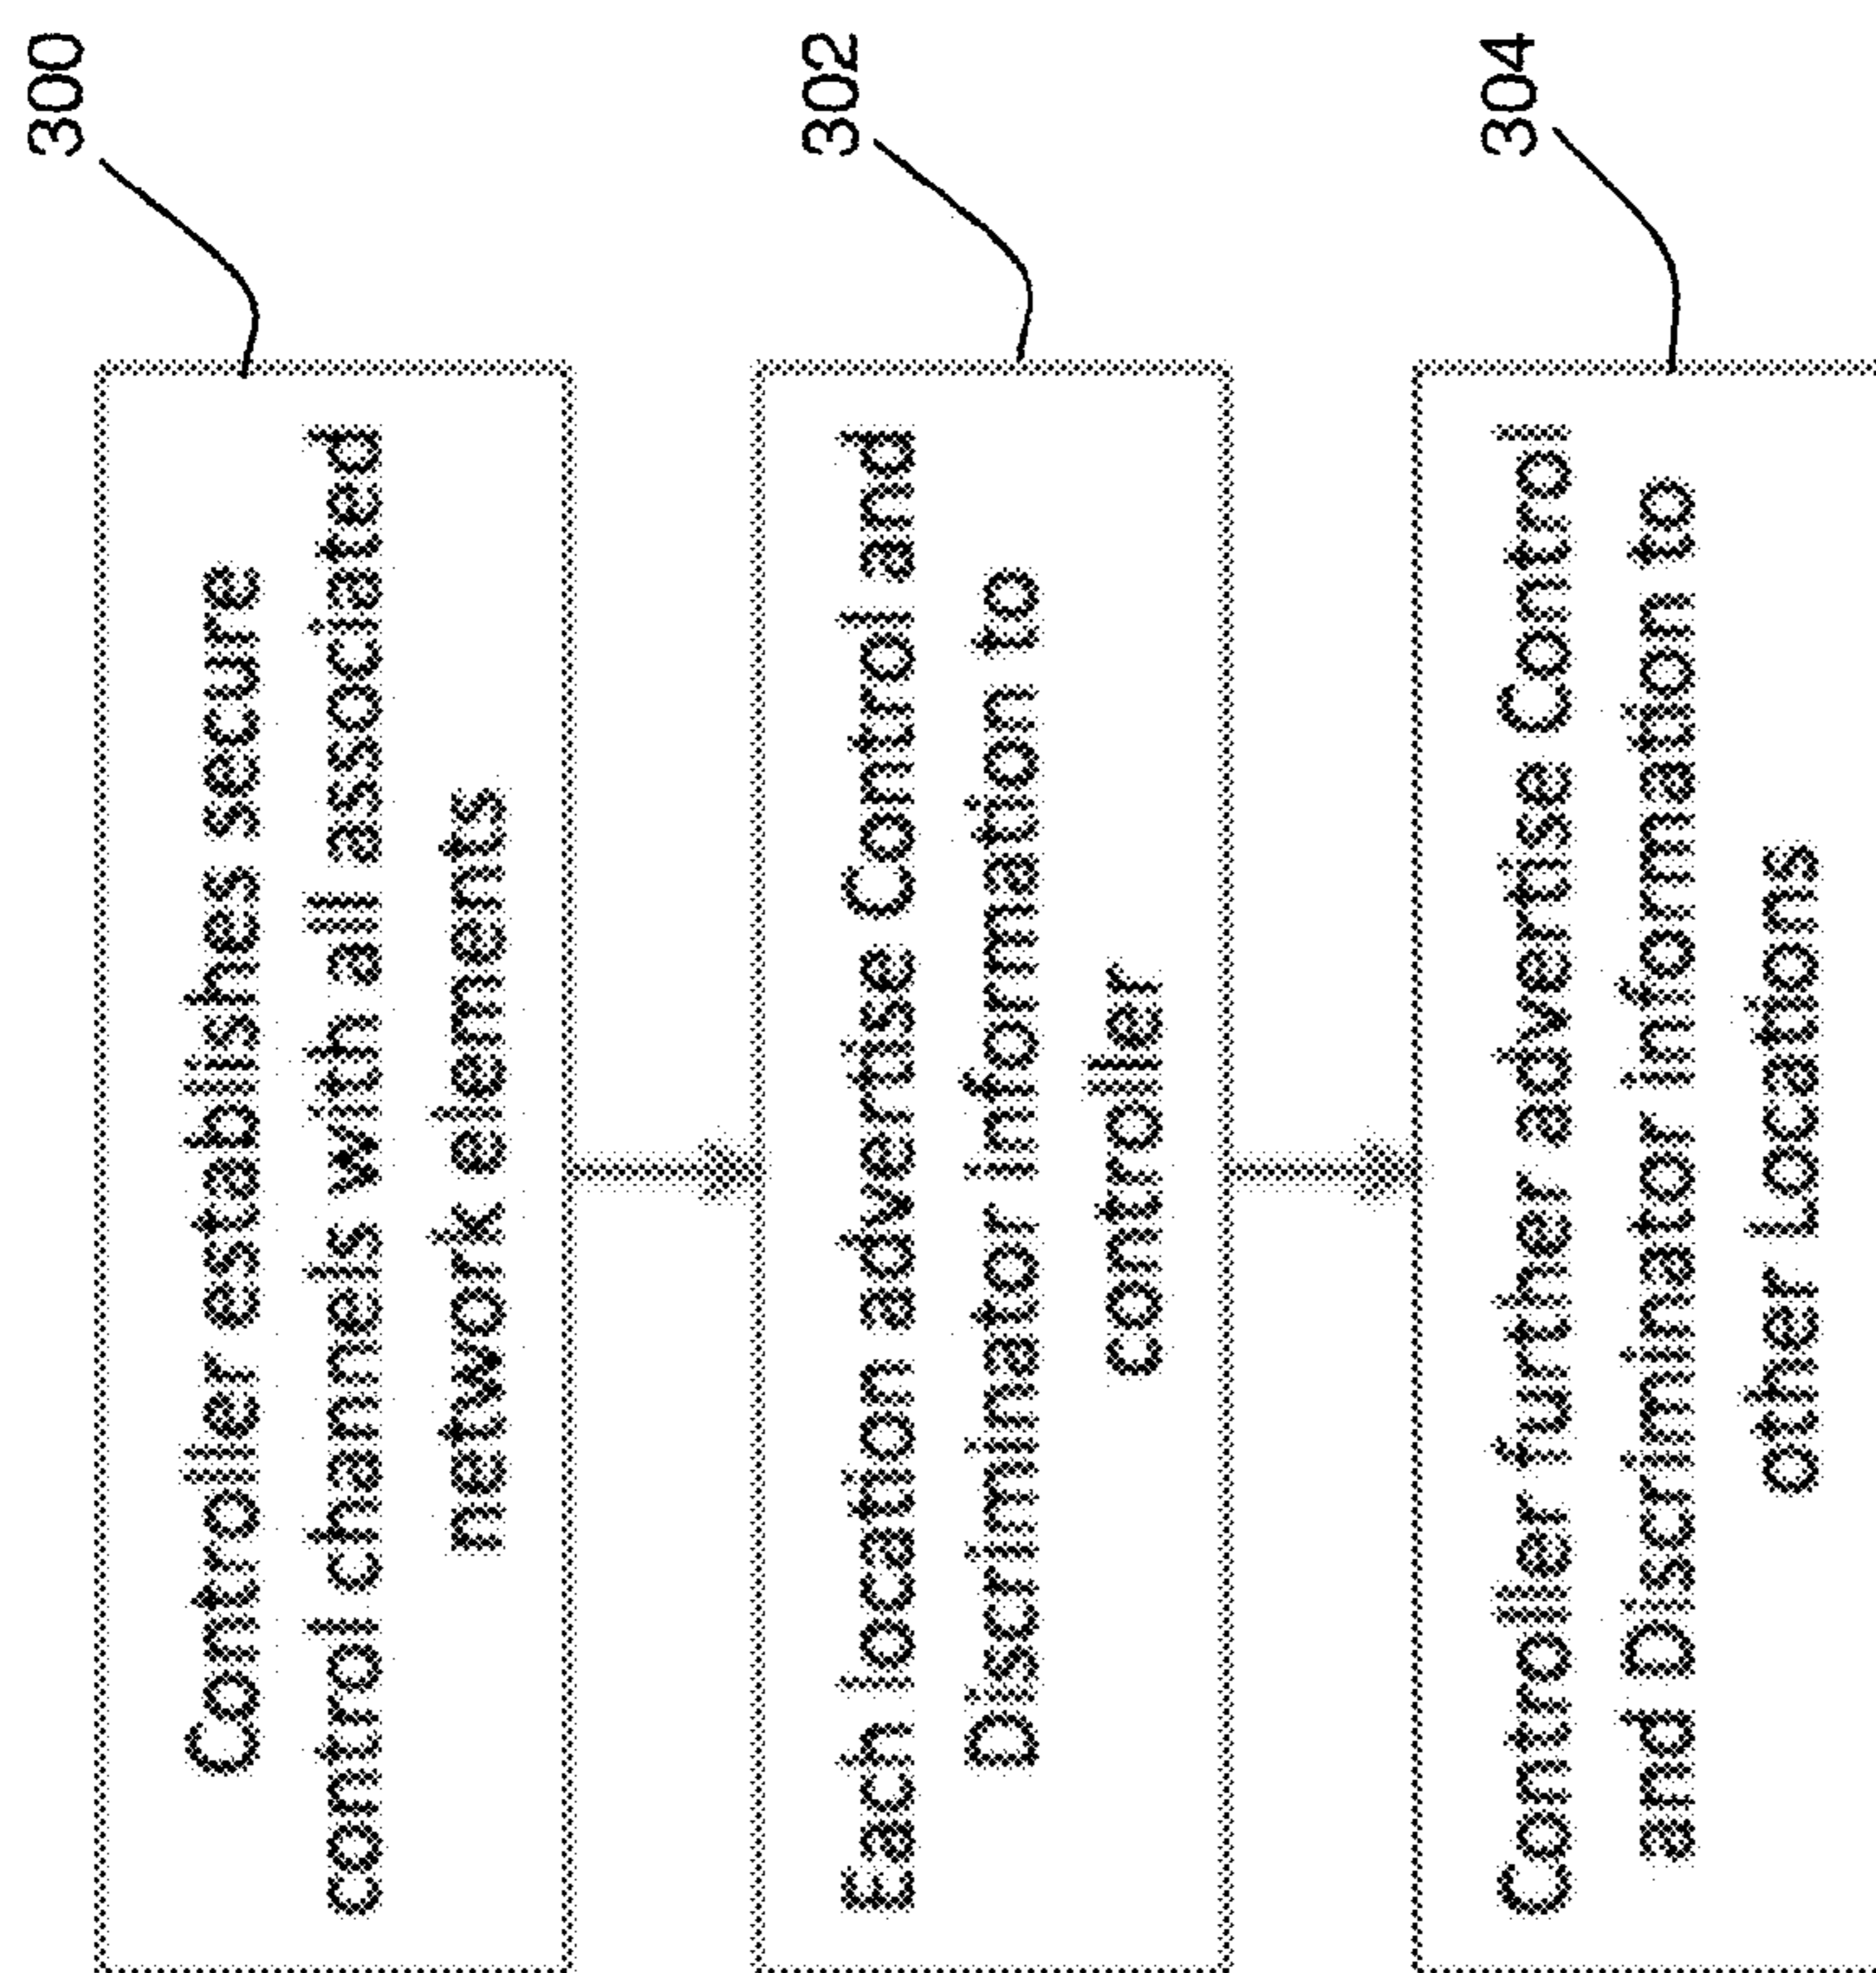 300
Controller establishes secure
control channels with all associated
network elements
302
Each location advertise Control and
Discriminator information to
controller
304
Controller further advertise Control
and Discriminator information to
other Locations